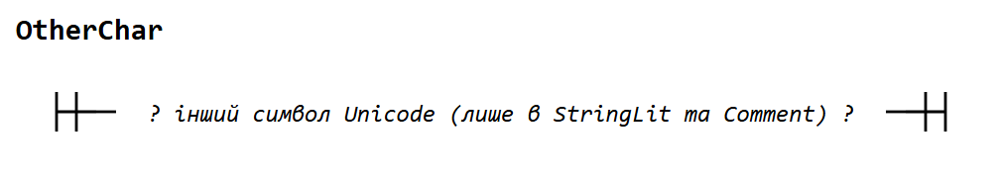 OtherChar
? інший символ Unicode (лише в StringLit та Comment) ?